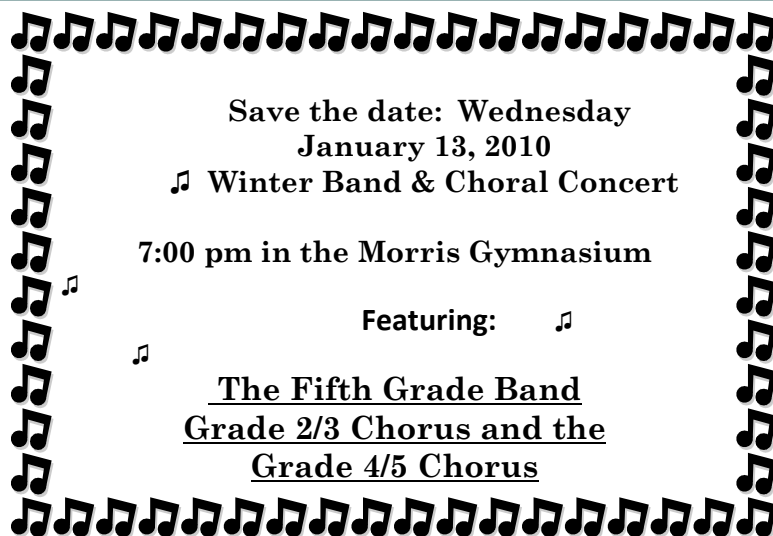 Save the date: Wednesday
January 13, 2010
♫ Winter Band & Choral Concert
7:00 pm in the Morris Gymnasium
♫
Featuring: ♫
♫
The Fifth Grade Band
Grade 2/3 Chorus and the
Grade 4/5 Chorus